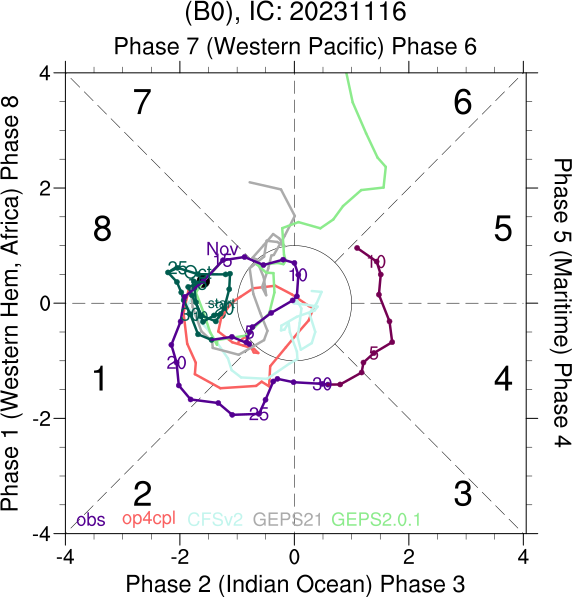 (B0), IC: 20231116
Phase 7 (Western Pacific) Phase 6
Phase 1 (Western Hem, Africa) Phase 8
Phase 5 (Maritime) Phase 4
4
2
0
-2
-4
7
6
8
5
1
4
2
3
Nov
15
10
10
25
Oct
start
5
5
20
25
30
obs
op4cpl
CFSv2
GEPS21
GEPS2.0.1
-4
-2
0
2
4
Phase 2 (Indian Ocean) Phase 3